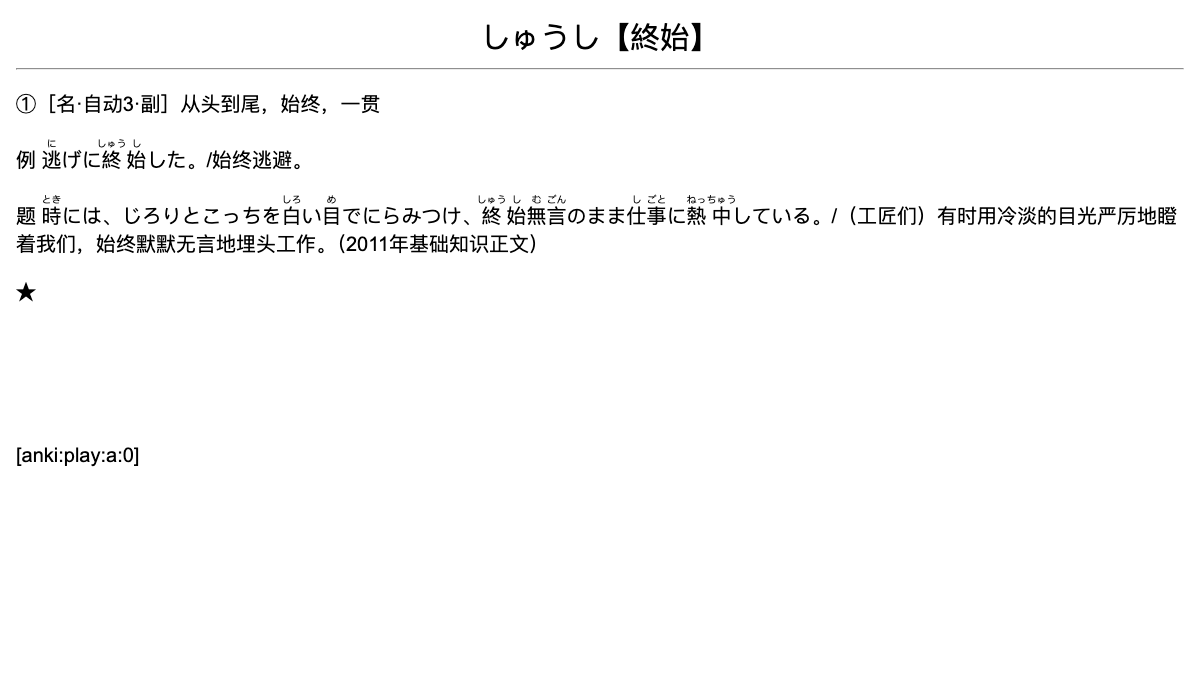 しゅうし【終始】
①［名·自动3·副］从头到尾，始终，一贯
に しゅう し
例 逃げに終始した。/始终逃避。
とき しろ め しゅう し む ごん し ごと ねっちゅう
题 時には、じろりとこっちを白い目でにらみつけ、終始無言のまま仕事に熱中している。/（工匠们）有时用冷淡的目光严厉地瞪
着我们，始终默默无言地埋头工作。（2011年基础知识正文）
★
[anki:play:a:0]